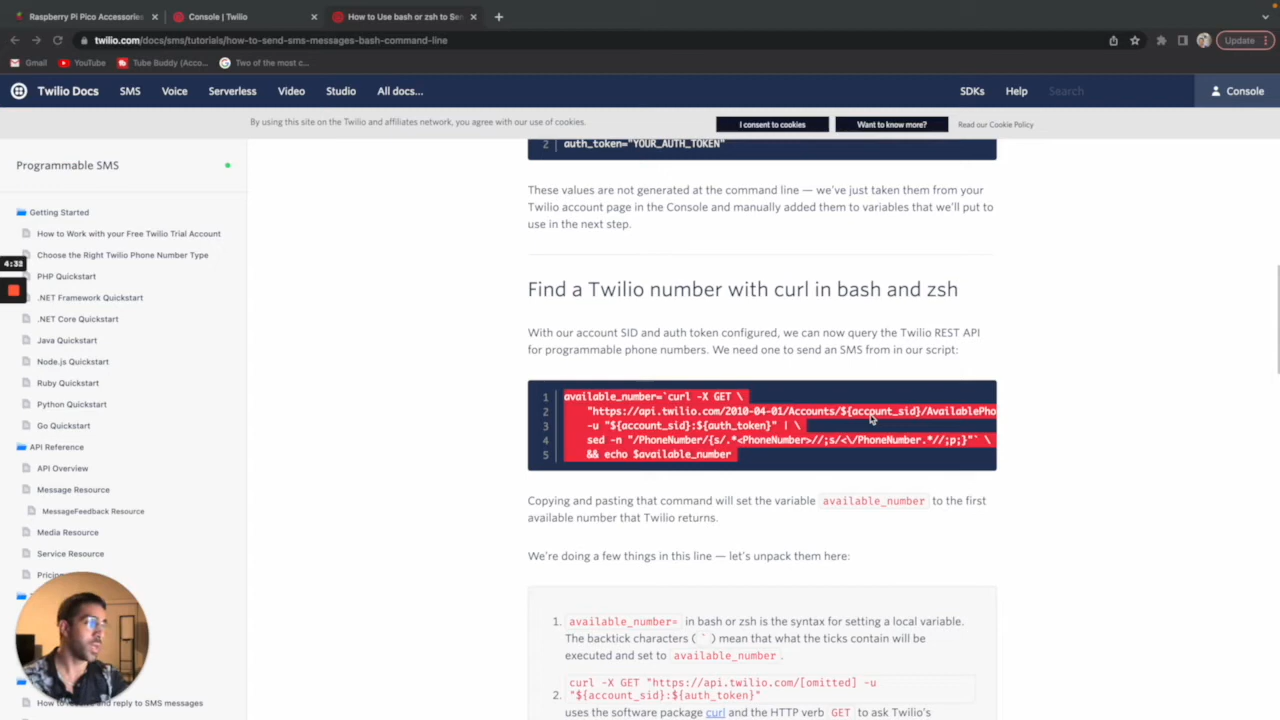 Raspberry Pi Pico Accessories
Console | Twilio
How to Use bash or zsh to Sen
twilio.com/docs/sms/tutorials/how-to-send-sms-messages-bash-command-line
Update
Gmail
YouTube
Tube Buddy (Acco...
Two of the most c...
Twilio Docs
SMS
Voice
Serverless
Video
Studio
All docs...
SDKs
Help
Search
Console
By using this site on the Twilio and affiliates network, you agree with our use of cookies.
I consent to cookies
Want to know more?
Read our Cookie Policy
Programmable SMS
Getting Started
How to Work with your Free Twilio Trial Account
Choose the Right Twilio Phone Number Type
4:32
PHP Quickstart
.NET Framework Quickstart
.NET Core Quickstart
Java Quickstart
Node.js Quickstart
Ruby Quickstart
Python Quickstart
Go Quickstart
API Reference
API Overview
Message Resource
MessageFeedback Resource
Media Resource
Service Resource
Pricing
How to receive and reply to SMS messages
2 auth_token="YOUR_AUTH_TOKEN"
These values are not generated at the command line — we've just taken them from your
Twilio account page in the Console and manually added them to variables that we'll put to
use in the next step.
Find a Twilio number with curl in bash and zsh
With our account SID and auth token configured, we can now query the Twilio REST API
for programmable phone numbers. We need one to send an SMS from in our script:
1 available_number=`curl -X GET \
2 "https://api.twilio.com/2010-04-01/Accounts/${account_sid}/AvailablePho
3 -u "${account_sid}:${auth_token}" | \
4 sed -n "/PhoneNumber/{s/.*<PhoneNumber>//;s/<\/PhoneNumber.*//;p;}"` \
5 && echo $available_number
Copying and pasting that command will set the variable available_number to the first
available number that Twilio returns.
We're doing a few things in this line — let's unpack them here:
1. available_number= in bash or zsh is the syntax for setting a local variable.
The backtick characters ( ` ) mean that what the ticks contain will be
executed and set to available_number .
curl -X GET "https://api.twilio.com/[omitted] -u
2. "${account_sid}:${auth_token}"
uses the software package curl and the HTTP verb GET to ask Twilio's